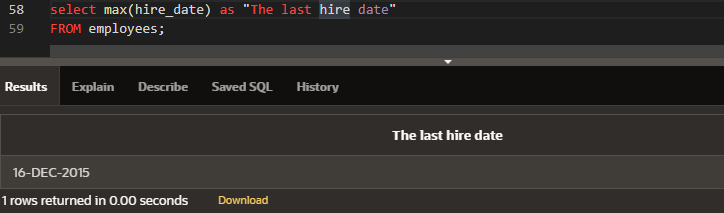 58 select max(hire_date) as "The last hire date"
59 FROM employees;
Results Explain Describe Saved SQL History
The last hire date
16-DEC-2015
1 rows returned in 0.00 seconds Download